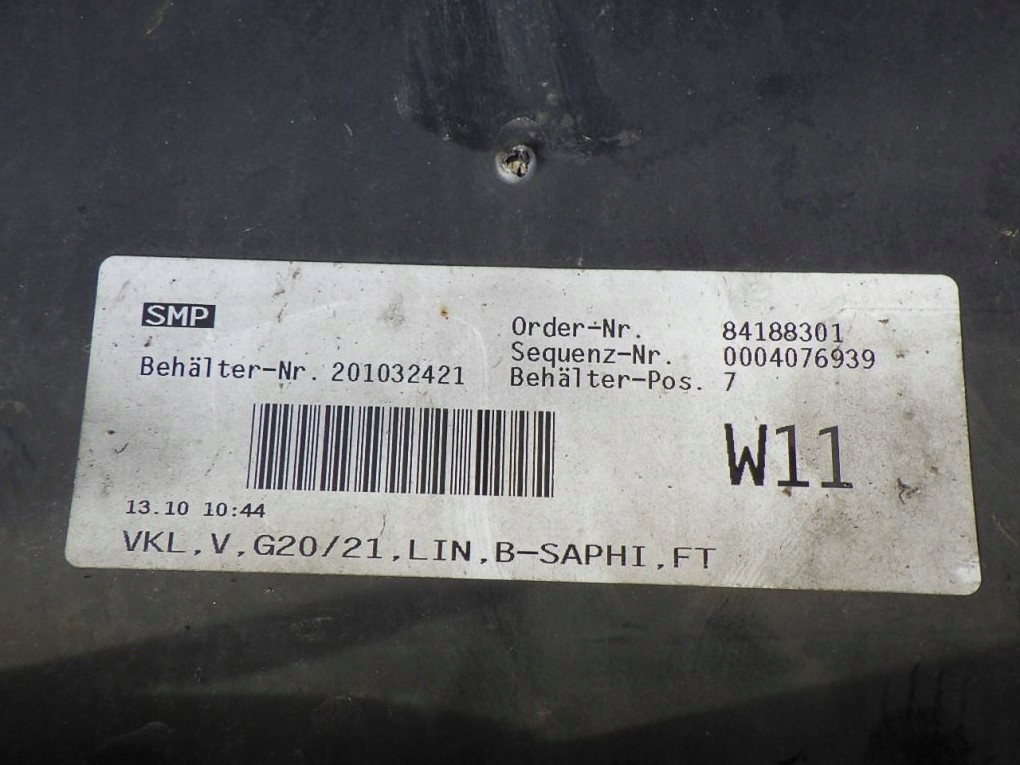 SMP
Order-Nr. 84188301
Sequenz-Nr. 0004076939
Behälter-Nr. 201032421
Behälter-Pos. 7
W11
13.10 10:44
VKL,V,G20/21,LIN,B-SAPHI,FT